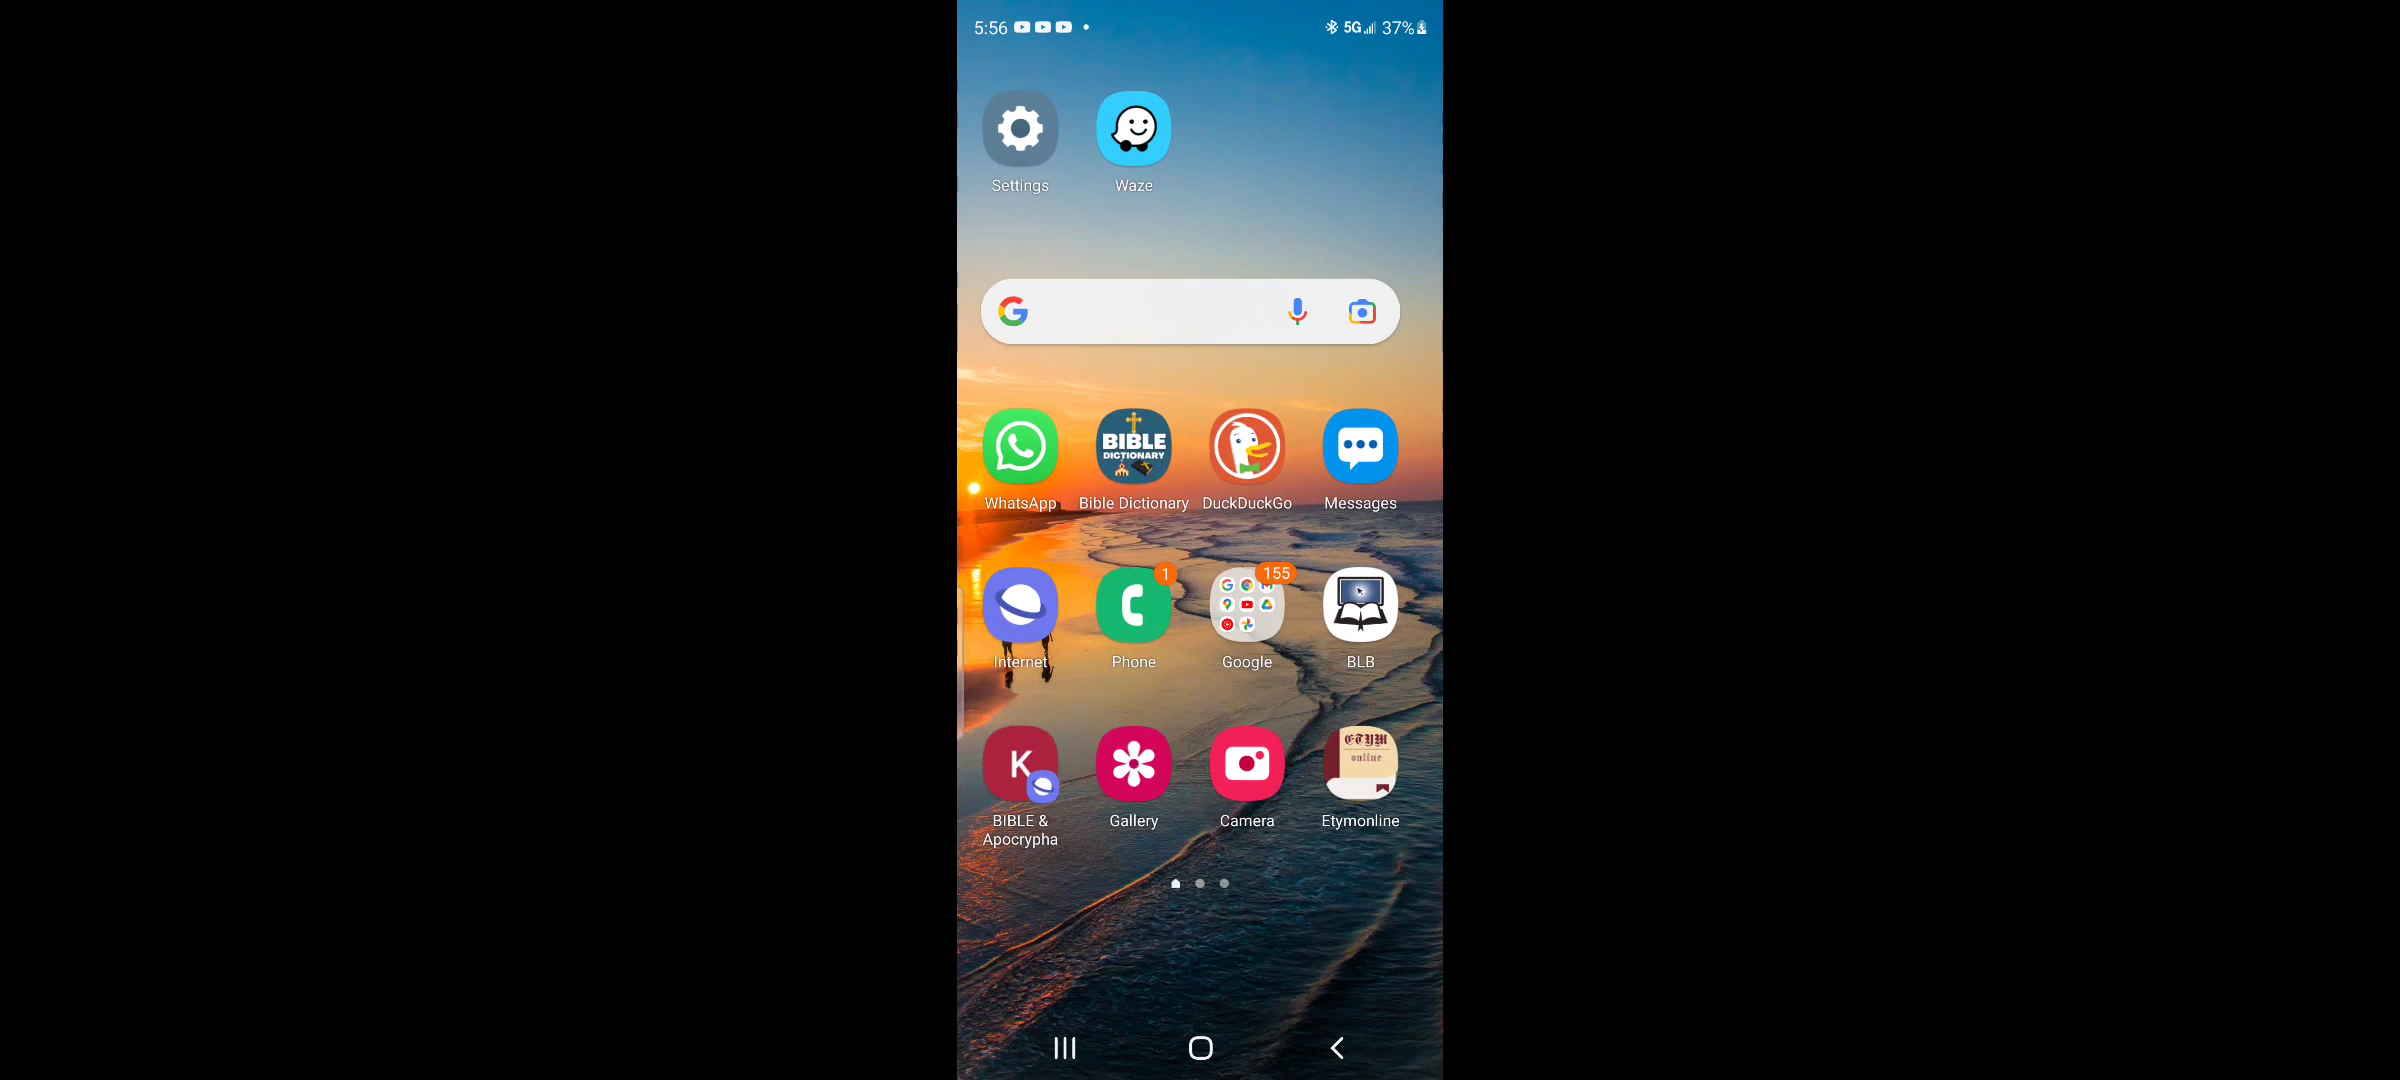 5:56 5G 37%
Settings Waze
BIBLE
DICTIONARY
WhatsApp Bible Dictionary DuckDuckGo Messages
1 155
Internet Phone Google BLB
K ETYM
online
BIBLE & Apocrypha Gallery Camera Etymonline